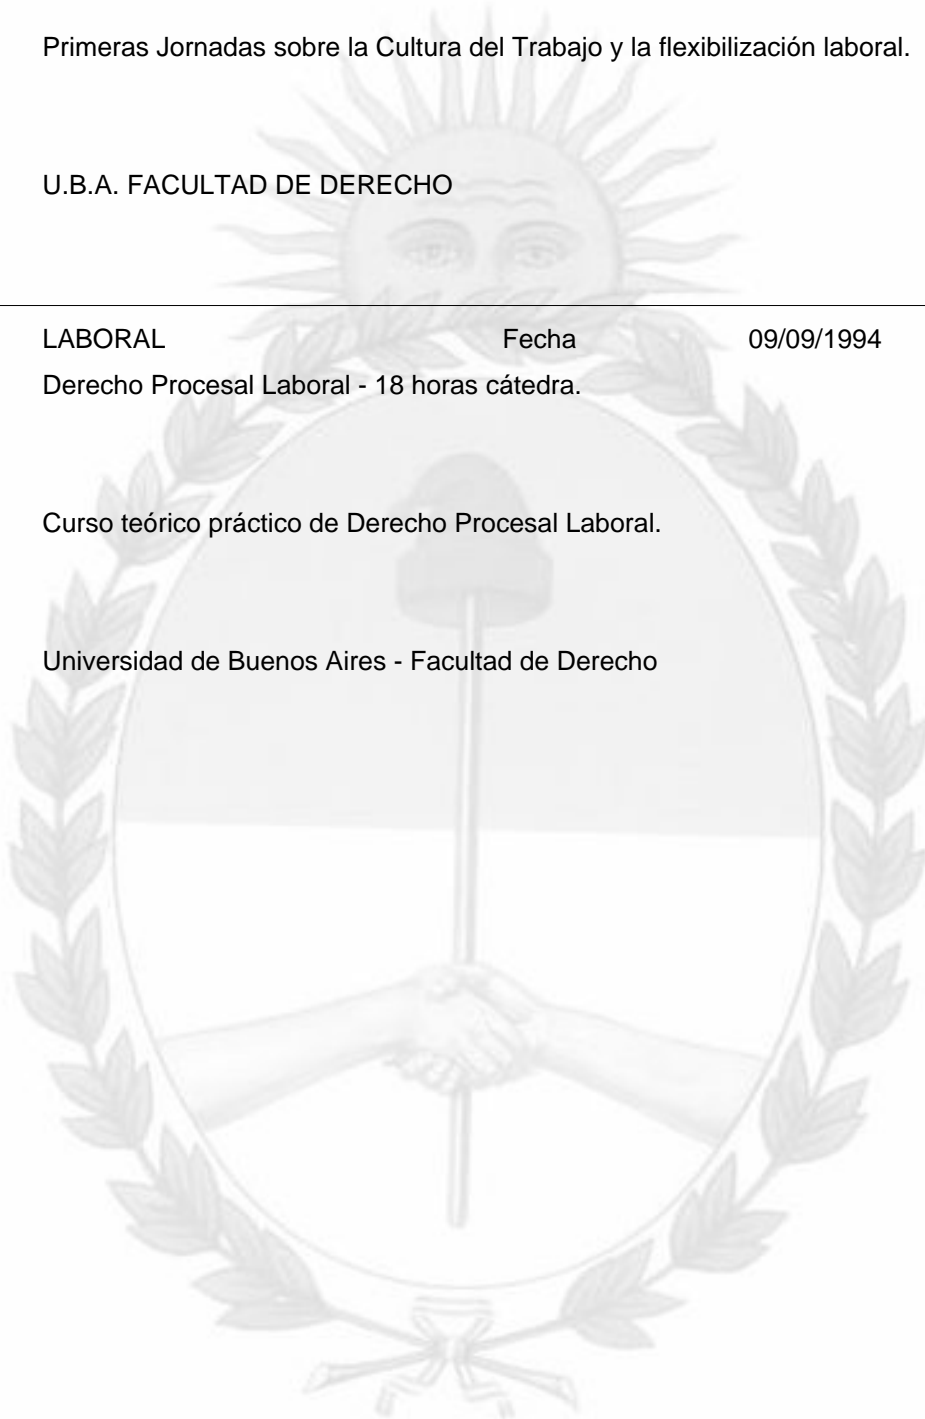 Primeras Jornadas sobre la Cultura del Trabajo y la flexibilización laboral.
U.B.A. FACULTAD DE DERECHO
LABORAL Fecha 09/09/1994
Derecho Procesal Laboral - 18 horas cátedra.
Curso teórico práctico de Derecho Procesal Laboral.
Universidad de Buenos Aires - Facultad de Derecho